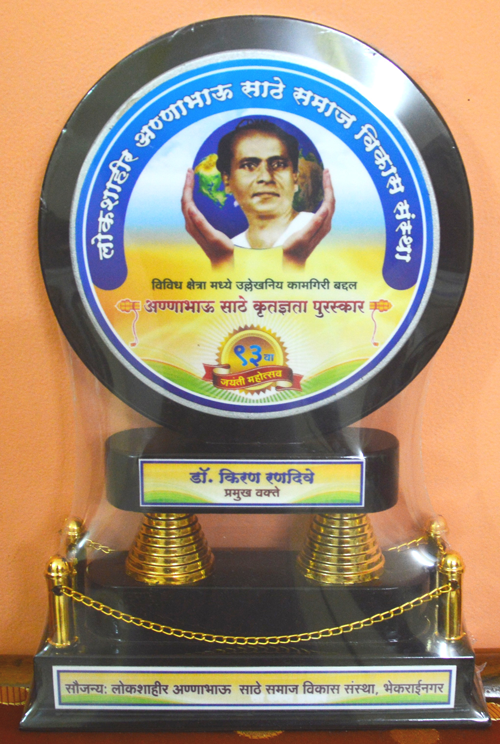 लोकशाहीर अण्णाभाऊ साठे समाज विकास संस्था
विविध क्षेत्रा मध्ये उल्लेखनिय कामगिरी बद्दल
अण्णाभाऊ साठे कृतज्ञता पुरस्कार
९३ या
जयंती महोत्सव
डॉ. किरण रणदिवे
प्रमुख वक्ते
सौजन्य: लोकशाहीर अण्णाभाऊ साठे समाज विकास संस्था, भेकराईनगर